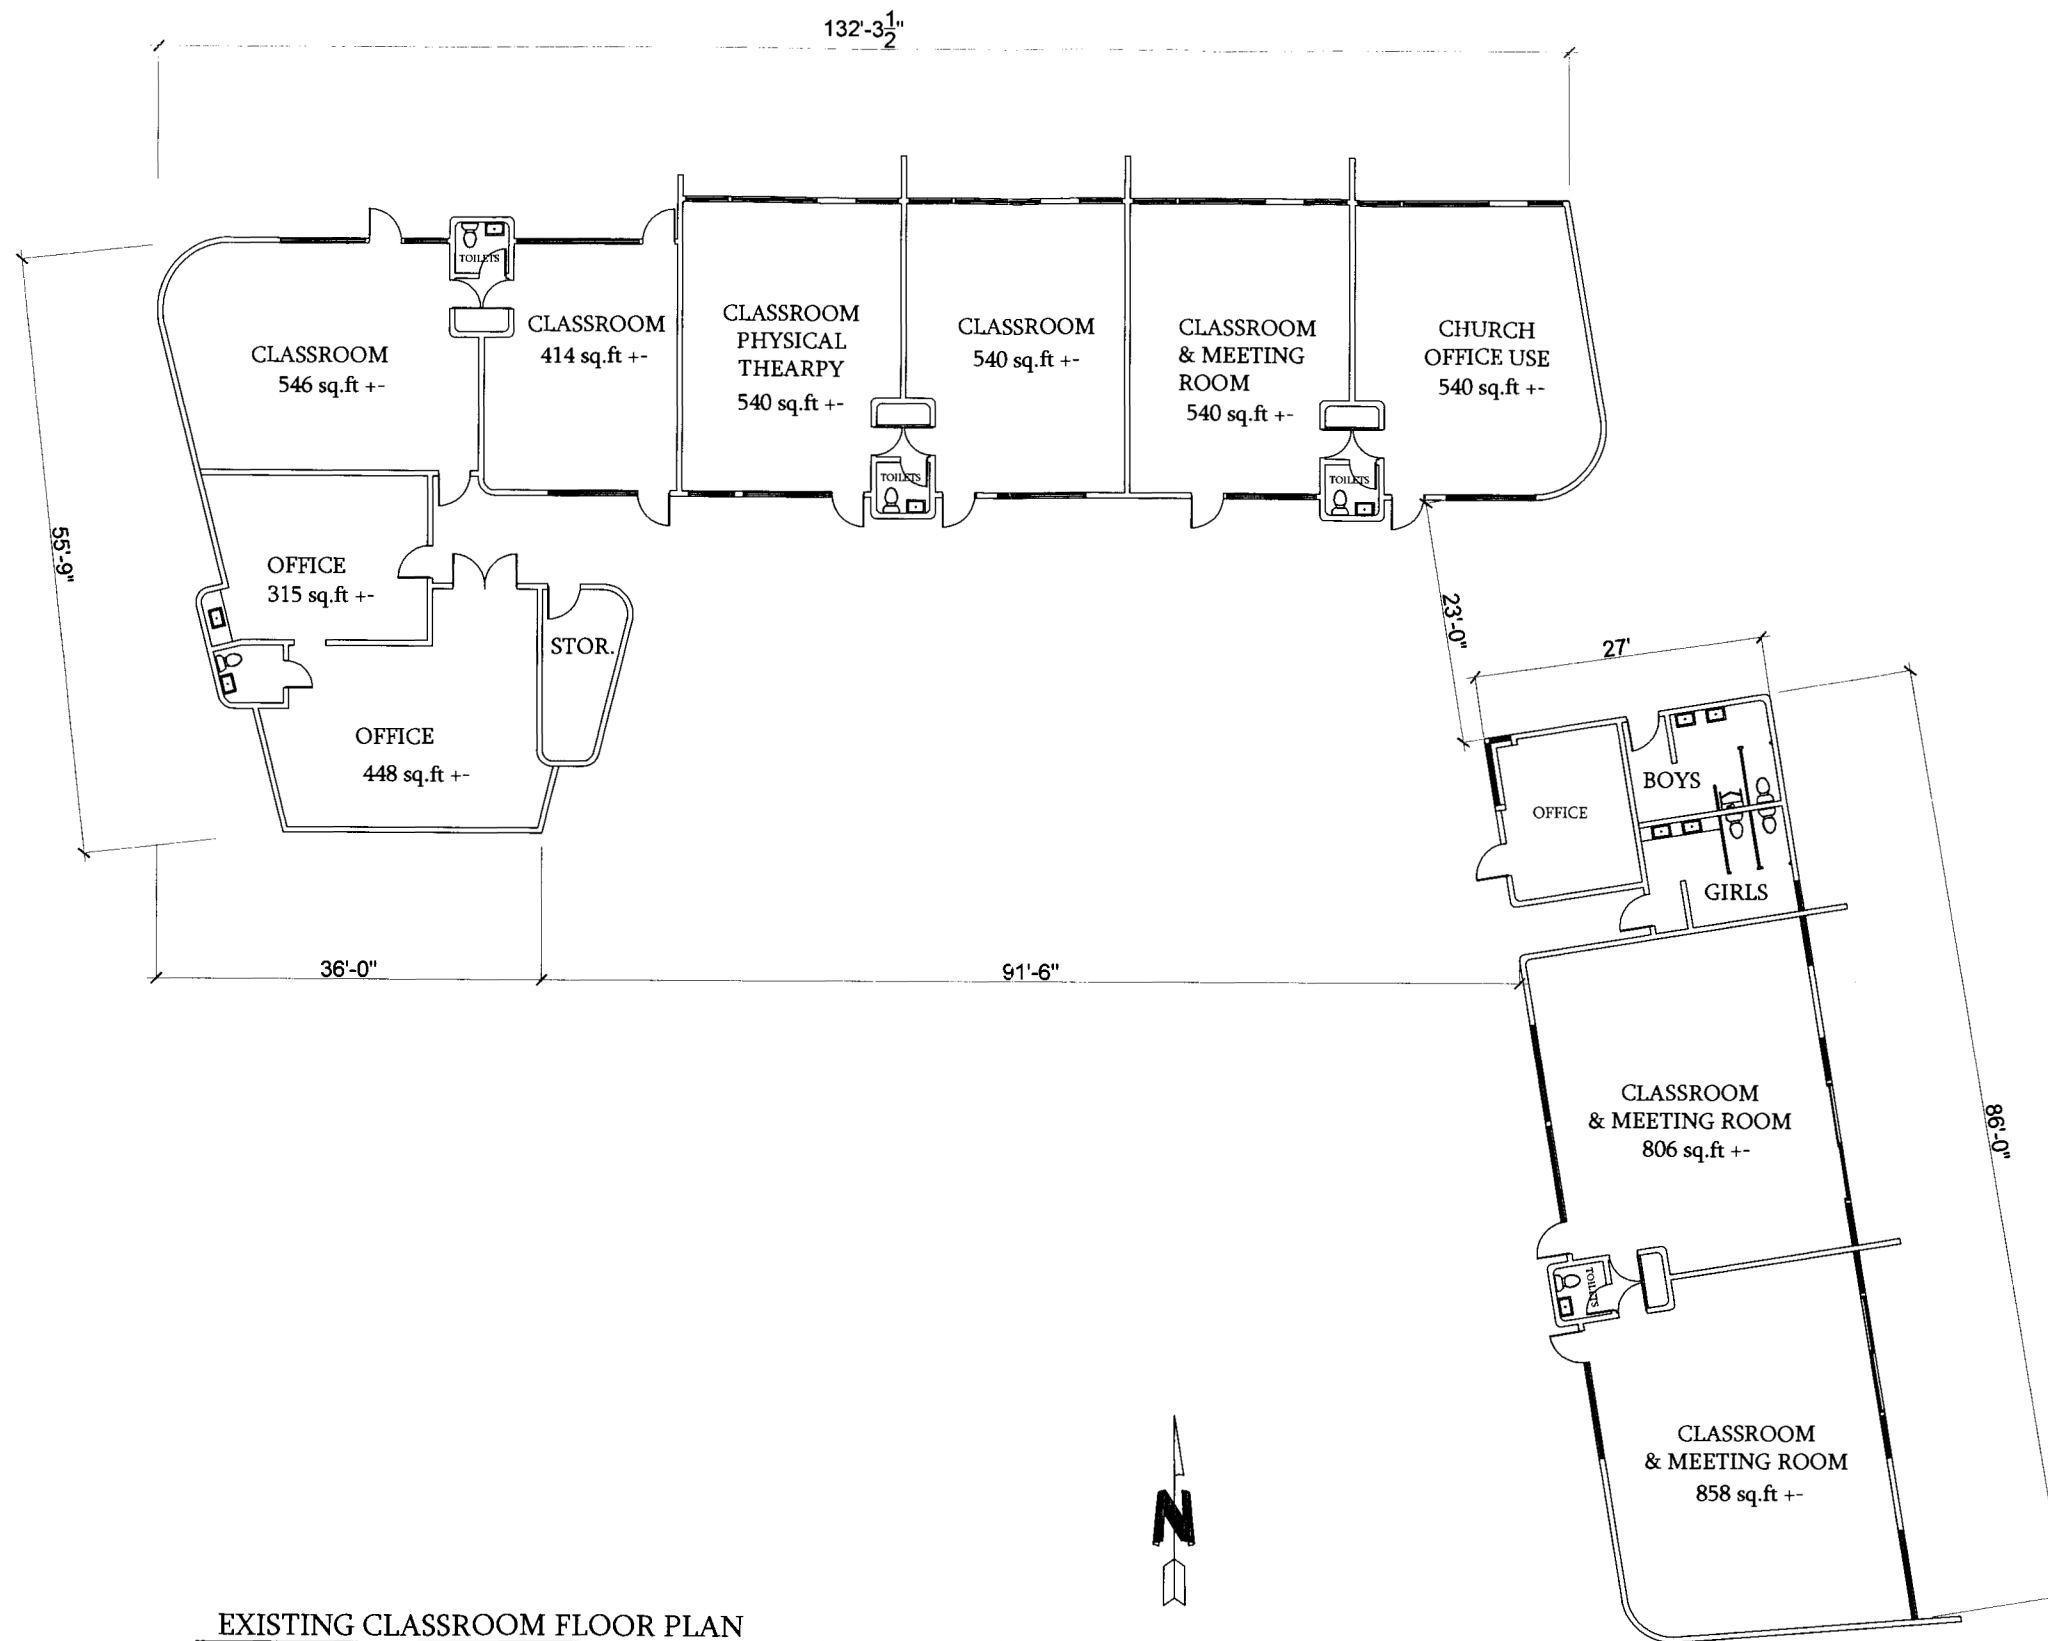 132'-3 1/2"
TOILETS
CLASSROOM
546 sq.ft +-
CLASSROOM
414 sq.ft +-
CLASSROOM
PHYSICAL
THEARPY
540 sq.ft +-
CLASSROOM
540 sq.ft +-
CLASSROOM
& MEETING
ROOM
540 sq.ft +-
CHURCH
OFFICE USE
540 sq.ft +-
TOILETS
TOILETS
55'-9"
OFFICE
315 sq.ft +-
STOR.
OFFICE
448 sq.ft +-
23'-0"
27'
BOYS
OFFICE
GIRLS
36'-0"
91'-6"
86'-0"
CLASSROOM
& MEETING ROOM
806 sq.ft +-
TOILETS
CLASSROOM
& MEETING ROOM
858 sq.ft +-
N
EXISTING CLASSROOM FLOOR PLAN